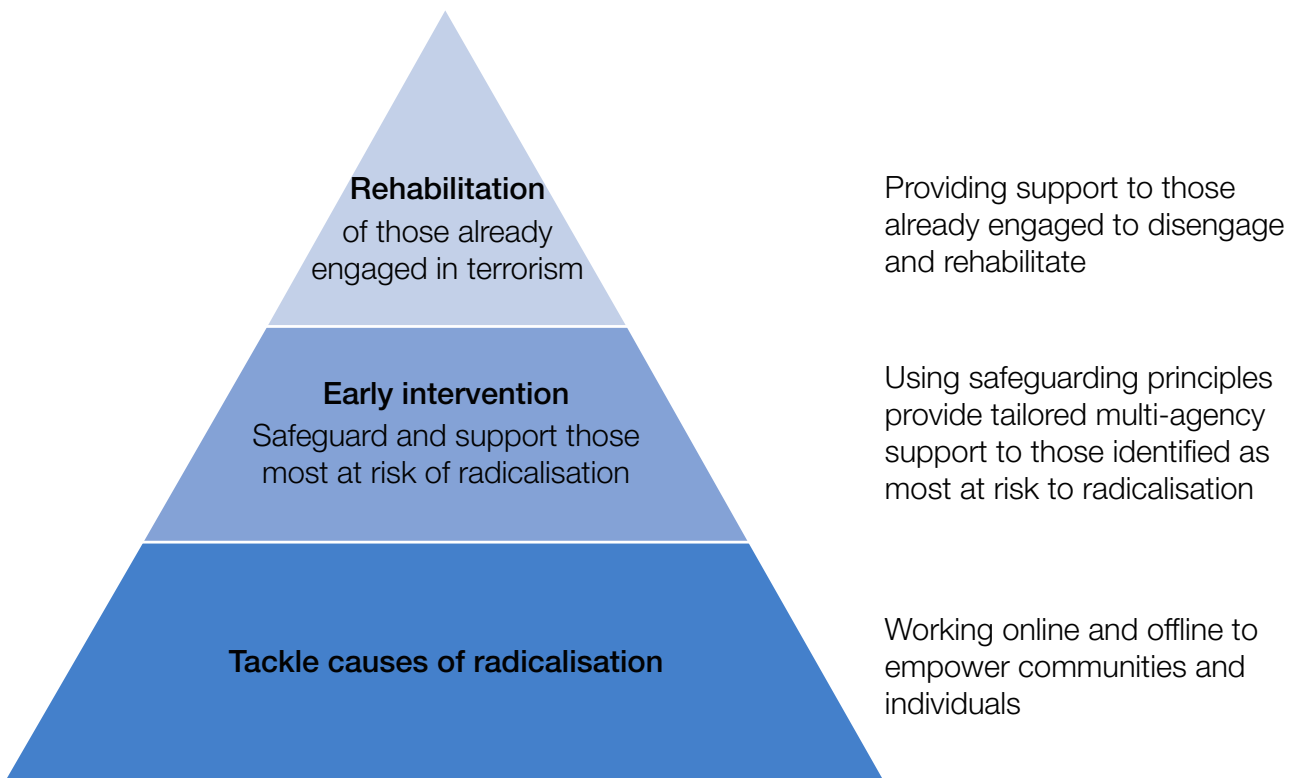 Rehabilitation
of those already
engaged in terrorism
Providing support to those
already engaged to disengage
and rehabilitate
Early intervention
Safeguard and support those
most at risk of radicalisation
Using safeguarding principles
provide tailored multi-agency
support to those identified as
most at risk to radicalisation
Tackle causes of radicalisation
Working online and offline to
empower communities and
individuals